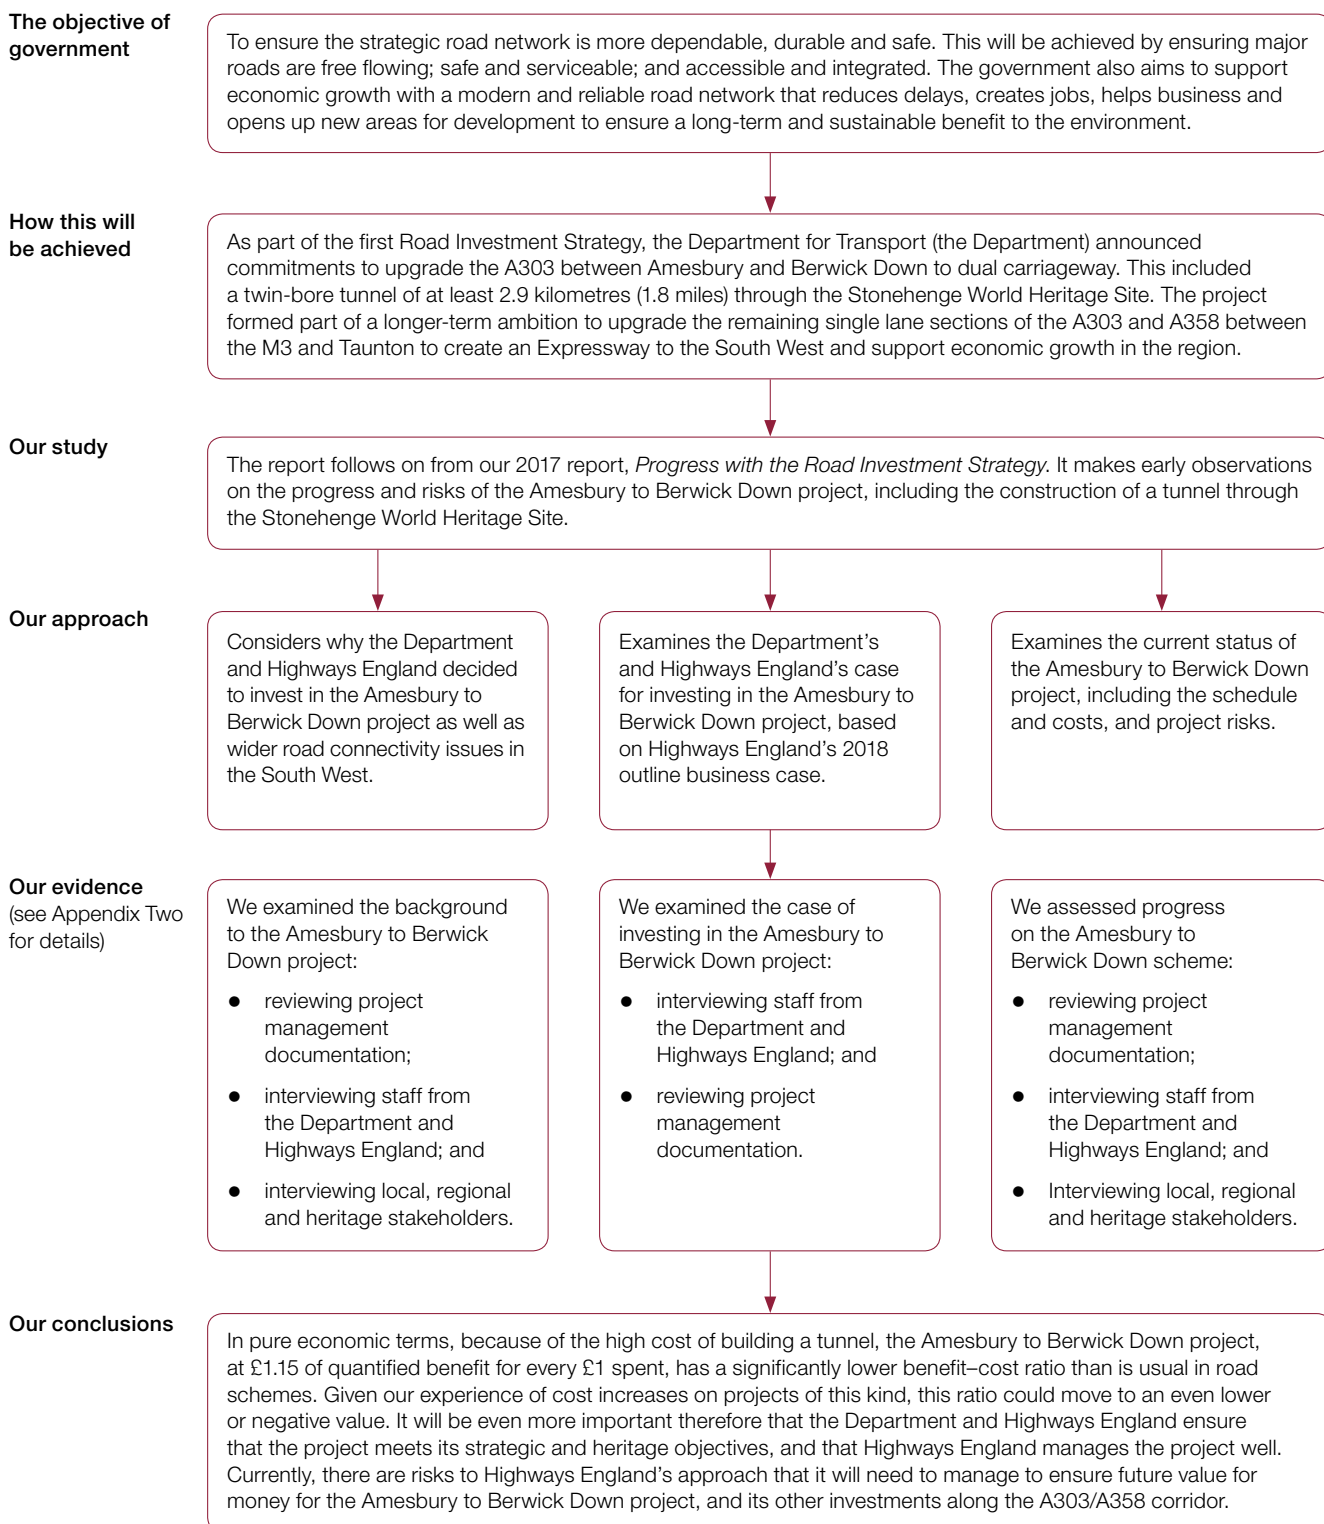 The objective of
government
To ensure the strategic road network is more dependable, durable and safe. This will be achieved by ensuring major
roads are free flowing; safe and serviceable; and accessible and integrated. The government also aims to support
economic growth with a modern and reliable road network that reduces delays, creates jobs, helps business and
opens up new areas for development to ensure a long-term and sustainable benefit to the environment.
How this will
be achieved
As part of the first Road Investment Strategy, the Department for Transport (the Department) announced
commitments to upgrade the A303 between Amesbury and Berwick Down to dual carriageway. This included
a twin-bore tunnel of at least 2.9 kilometres (1.8 miles) through the Stonehenge World Heritage Site. The project
formed part of a longer-term ambition to upgrade the remaining single lane sections of the A303 and A358 between
the M3 and Taunton to create an Expressway to the South West and support economic growth in the region.
Our study
The report follows on from our 2017 report, Progress with the Road Investment Strategy. It makes early observations
on the progress and risks of the Amesbury to Berwick Down project, including the construction of a tunnel through
the Stonehenge World Heritage Site.
Our approach
Considers why the Department
and Highways England decided
to invest in the Amesbury to
Berwick Down project as well as
wider road connectivity issues in
the South West.
Examines the Department's
and Highways England's case
for investing in the Amesbury to
Berwick Down project, based
on Highways England's 2018
outline business case.
Examines the current status of
the Amesbury to Berwick Down
project, including the schedule
and costs, and project risks.
Our evidence
(see Appendix Two
for details)
We examined the background
to the Amesbury to Berwick
Down project:
● reviewing project
management
documentation;
● interviewing staff from
the Department and
Highways England; and
● interviewing local, regional
and heritage stakeholders.
We examined the case of
investing in the Amesbury to
Berwick Down project:
● interviewing staff from
the Department and
Highways England; and
● reviewing project
management
documentation.
We assessed progress
on the Amesbury to
Berwick Down scheme:
● reviewing project
management
documentation;
● interviewing staff from
the Department and
Highways England; and
● Interviewing local, regional
and heritage stakeholders.
Our conclusions
In pure economic terms, because of the high cost of building a tunnel, the Amesbury to Berwick Down project,
at £1.15 of quantified benefit for every £1 spent, has a significantly lower benefit–cost ratio than is usual in road
schemes. Given our experience of cost increases on projects of this kind, this ratio could move to an even lower
or negative value. It will be even more important therefore that the Department and Highways England ensure
that the project meets its strategic and heritage objectives, and that Highways England manages the project well.
Currently, there are risks to Highways England's approach that it will need to manage to ensure future value for
money for the Amesbury to Berwick Down project, and its other investments along the A303/A358 corridor.